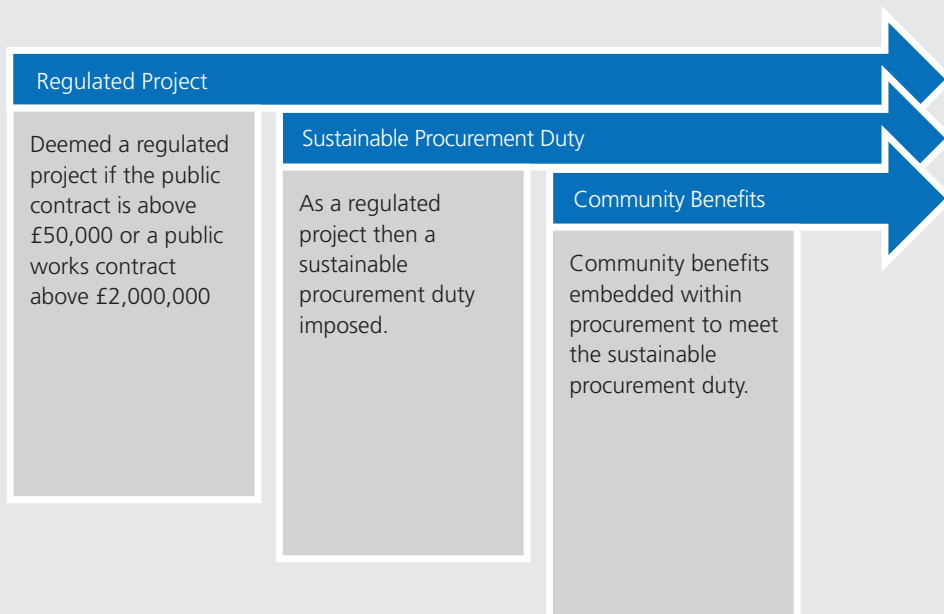 Regulated Project
Deemed a regulated
project if the public
contract is above
£50,000 or a public
works contract
above £2,000,000
Sustainable Procurement Duty
As a regulated
project then a
sustainable
procurement duty
imposed.
Community Benefits
Community benefits
embedded within
procurement to meet
the sustainable
procurement duty.